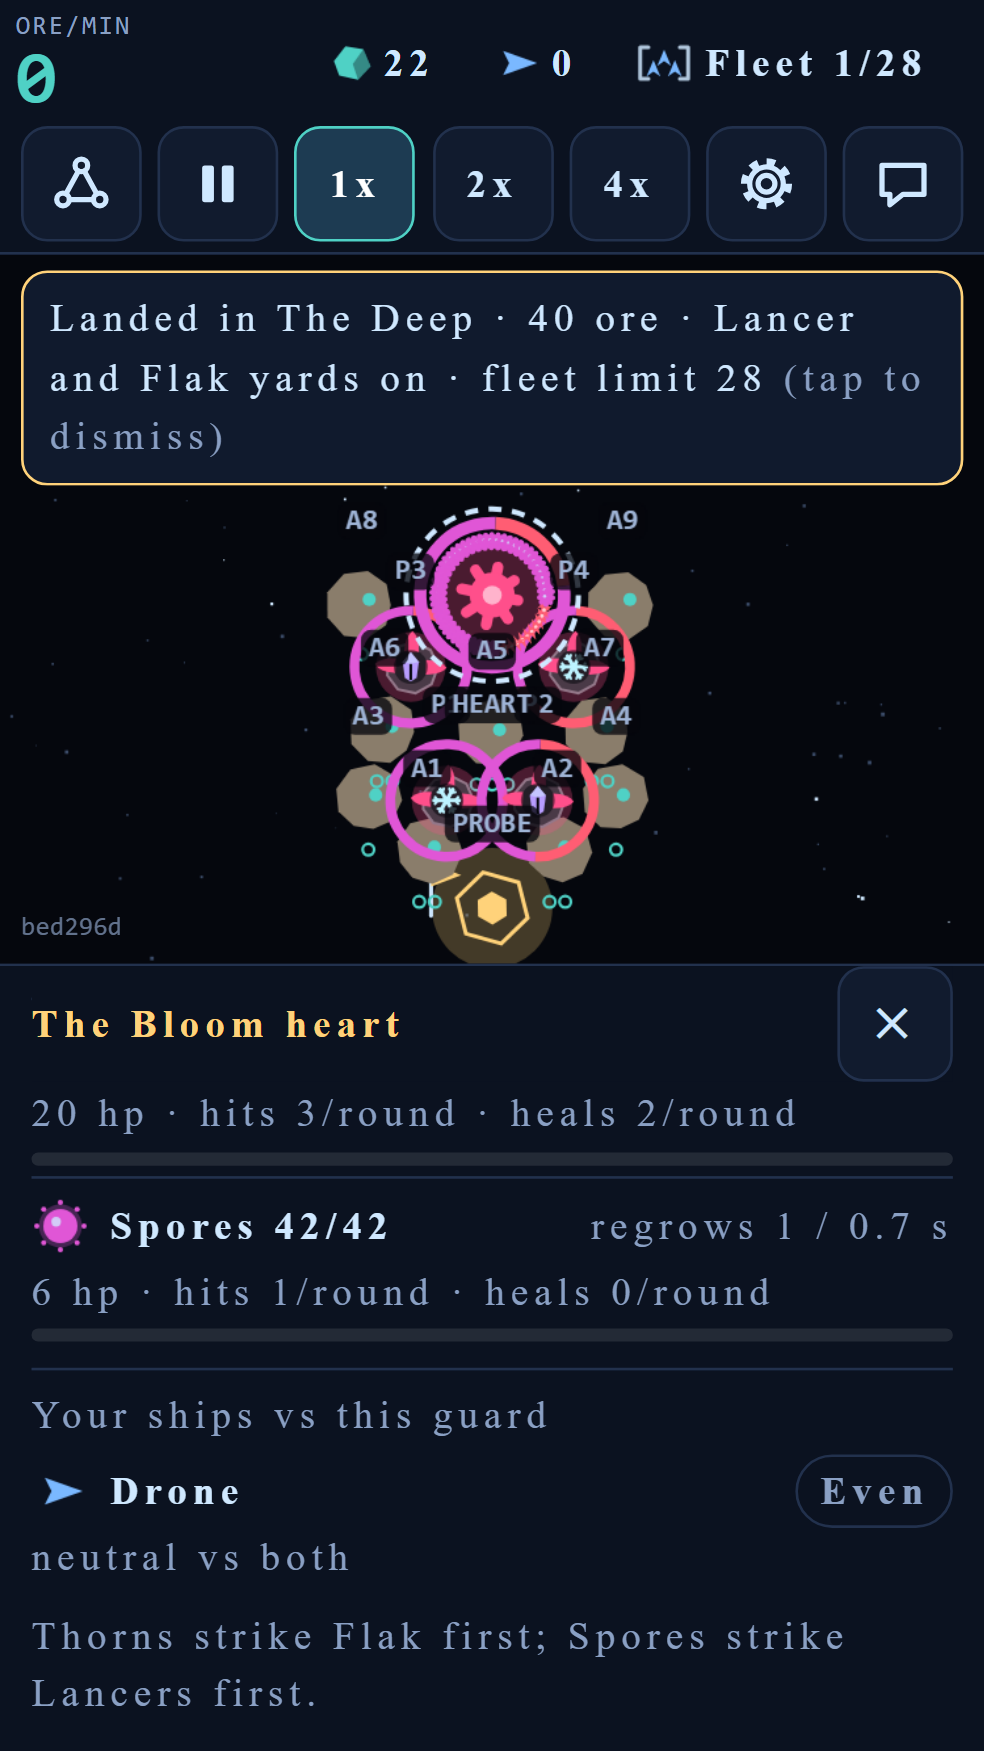 ORE/MIN
0
22
0
Fleet 1/28
1x
2x
4x
Landed in The Deep · 40 ore · Lancer
and Flak yards on · fleet limit 28 (tap to
dismiss)
A8
A9
P3
P4
A6
A5
A7
P HEART 2
A3
A4
A1
A2
PROBE
bed296d
The Bloom heart
20 hp · hits 3/round · heals 2/round
Spores 42/42
regrows 1 / 0.7 s
6 hp · hits 1/round · heals 0/round
Your ships vs this guard
Drone
Even
neutral vs both
Thorns strike Flak first; Spores strike
Lancers first.